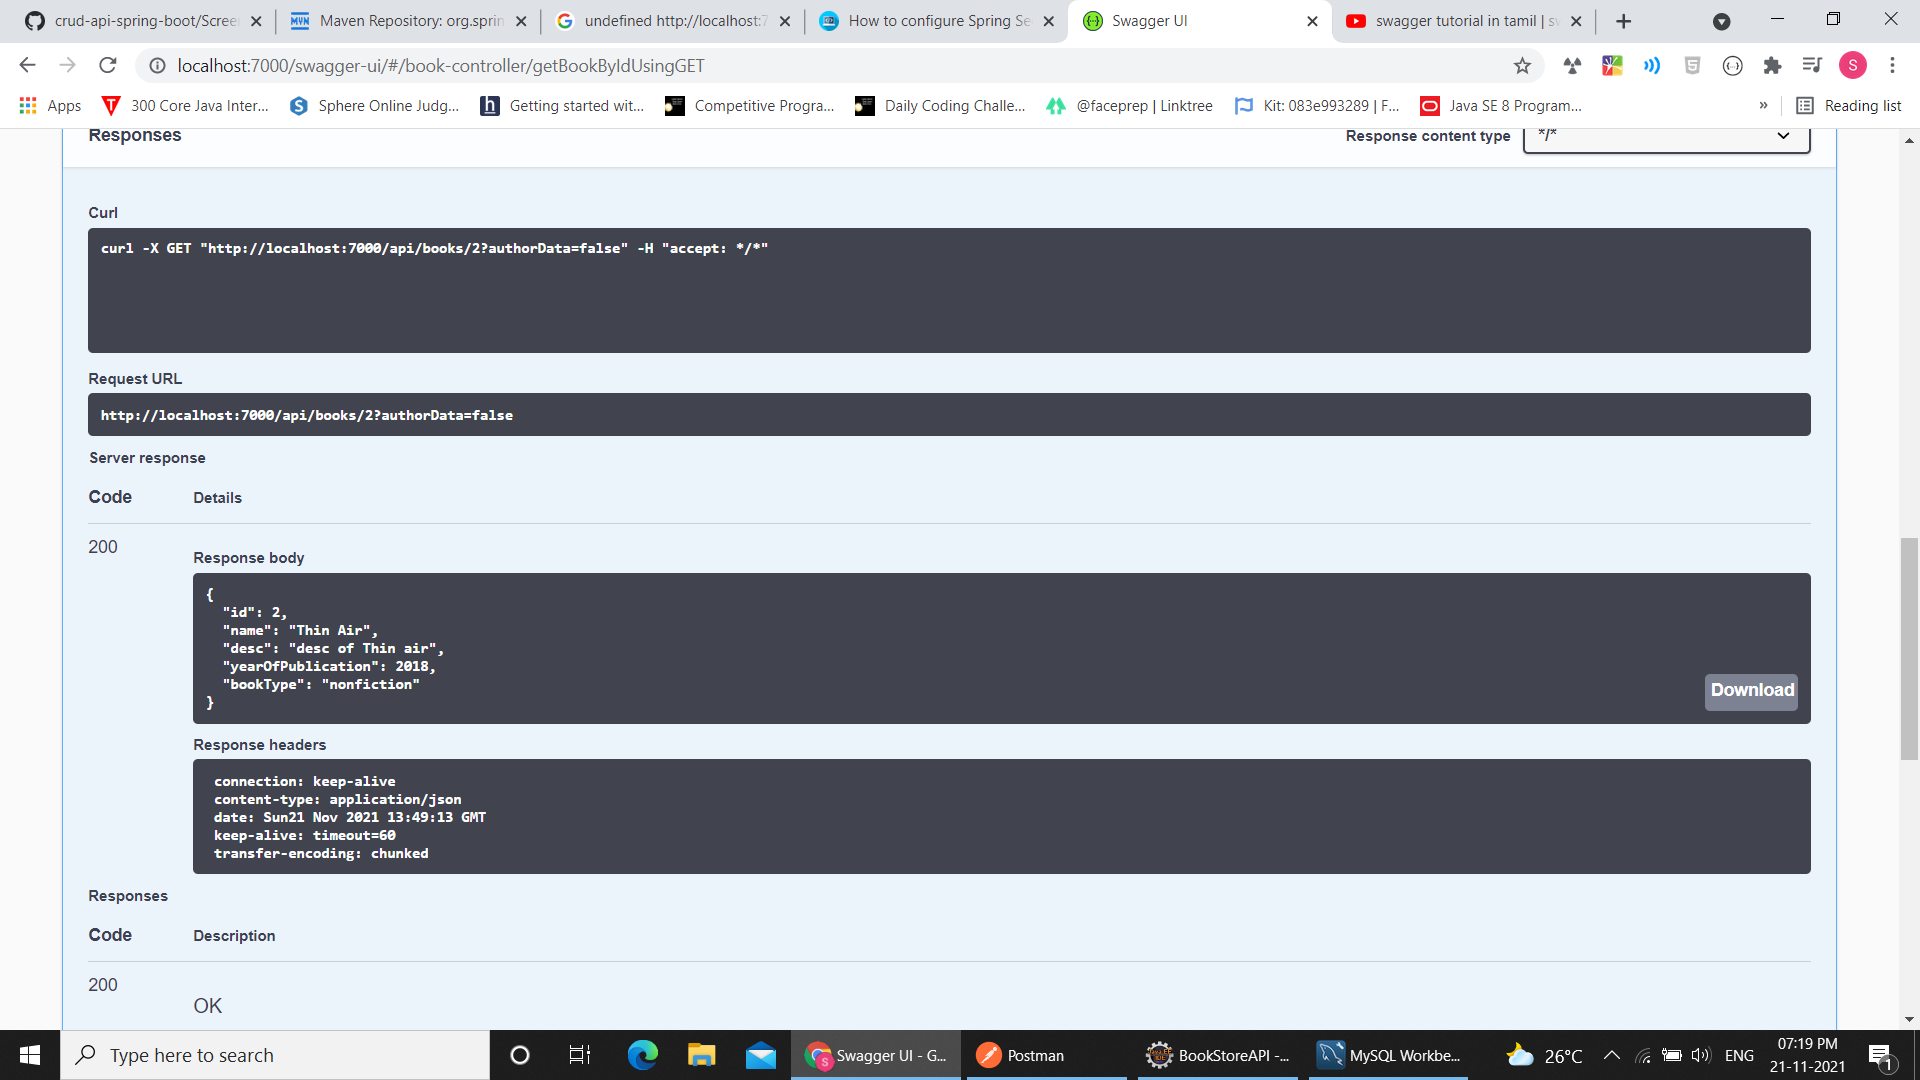 crud-api-spring-boot/Scree
Maven Repository: org.sprin
undefined http://localhost:7
How to configure Spring Se
Swagger UI
swagger tutorial in tamil | sw
localhost:7000/swagger-ui/#/book-controller/getBookByIdUsingGET
S
Apps
300 Core Java Inter...
Sphere Online Judg...
Getting started wit...
Competitive Progra...
Daily Coding Challe...
@faceprep | Linktree
Kit: 083e993289 | F...
Java SE 8 Program...
»
Reading list
Responses
Response content type
*/*
Curl
curl -X GET "http://localhost:7000/api/books/2?authorData=false" -H "accept: */*"
Request URL
http://localhost:7000/api/books/2?authorData=false
Server response
Code
Details
200
Response body
{
"id": 2,
"name": "Thin Air",
"desc": "desc of Thin air",
"yearOfPublication": 2018,
"bookType": "nonfiction"
}
Download
Response headers
connection: keep-alive
content-type: application/json
date: Sun21 Nov 2021 13:49:13 GMT
keep-alive: timeout=60
transfer-encoding: chunked
Responses
Code
Description
200
OK
Type here to search
Swagger UI - G...
Postman
BookStoreAPI -...
MySQL Workbe...
26°C
ENG
07:19 PM
21-11-2021
1